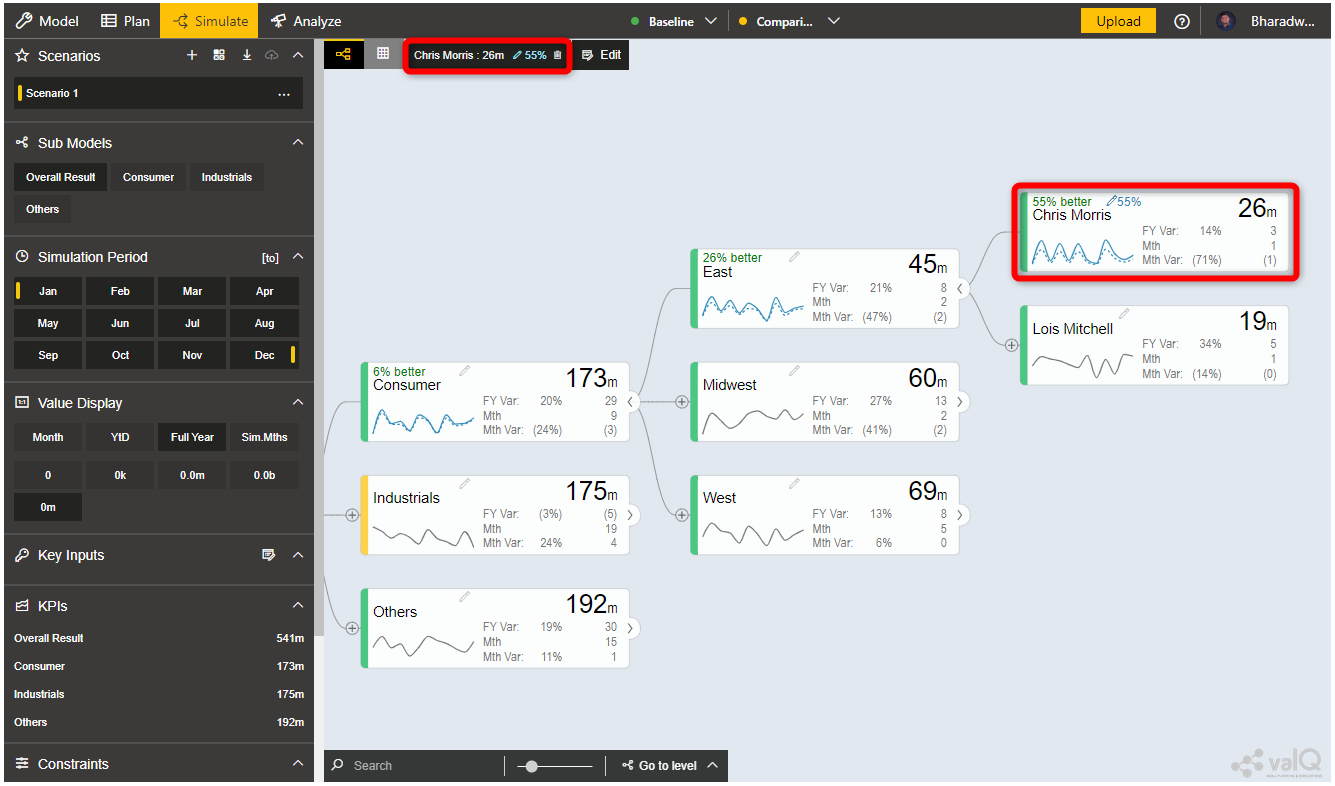 Model Plan Simulate Analyze Baseline Compari... Upload Bharadw...
Scenarios
Scenario 1 ...
Sub Models
Overall Result Consumer Industrials
Others
Simulation Period [to]
Jan Feb Mar Apr
May Jun Jul Aug
Sep Oct Nov Dec
Value Display
Month YtD Full Year Sim.Mths
0 0k 0.0m 0.0b
0m
Key Inputs
KPIs
Overall Result 541m
Consumer 173m
Industrials 175m
Others 192m
Constraints
Chris Morris : 26m 55% Edit
6% better
Consumer 173m
FY Var: 20% 29
Mth 9
Mth Var: (24%) (3)
Industrials 175m
FY Var: (3%) (5)
Mth 19
Mth Var: 24% 4
Others 192m
FY Var: 19% 30
Mth 15
Mth Var: 11% 1
26% better
East 45m
FY Var: 21% 8
Mth 2
Mth Var: (47%) (2)
Midwest 60m
FY Var: 27% 13
Mth 2
Mth Var: (41%) (2)
West 69m
FY Var: 13% 8
Mth 5
Mth Var: 6% 0
55% better 55%
Chris Morris 26m
FY Var: 14% 3
Mth 1
Mth Var: (71%) (1)
Lois Mitchell 19m
FY Var: 34% 5
Mth 1
Mth Var: (14%) (0)
Search Go to level
valQ